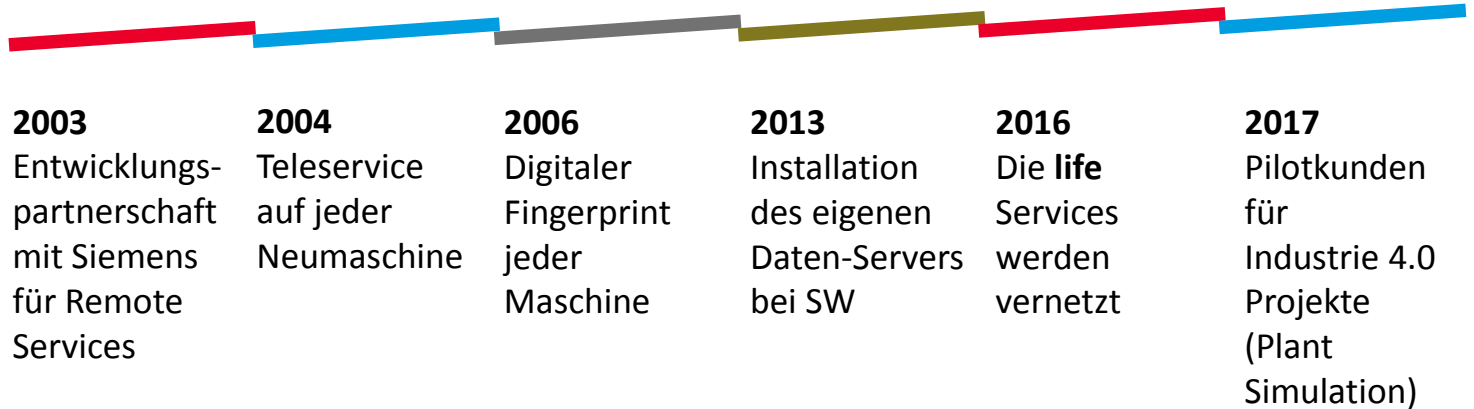 2003
Entwicklungs-
partnerschaft
mit Siemens
für Remote
Services
2004
Teleservice
auf jeder
Neumaschine
2006
Digitaler
Fingerprint
jeder
Maschine
2013
Installation
des eigenen
Daten-Servers
bei SW
2016
Die life
Services
werden
vernetzt
2017
Pilotkunden
für
Industrie 4.0
Projekte
(Plant
Simulation)